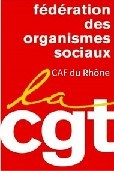 fédération
des
organismes
sociaux
CAF du Rhône
la
cgt